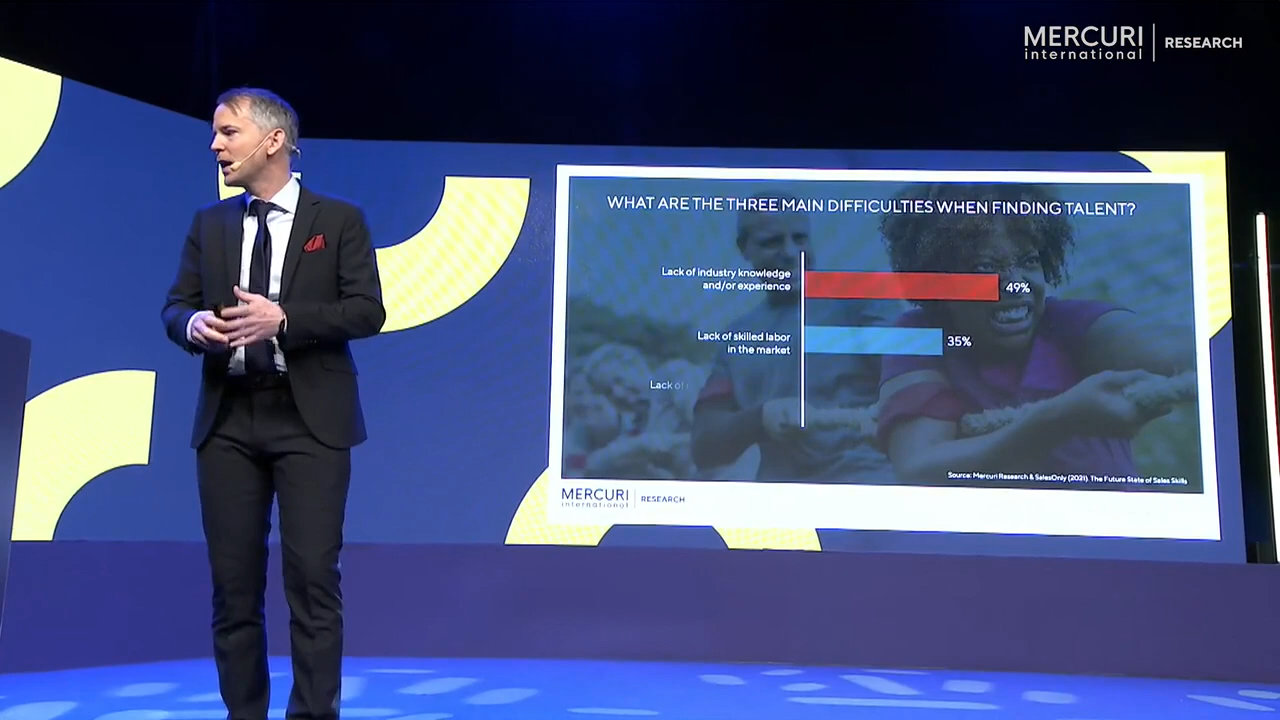 MERCURI
international
RESEARCH
WHAT ARE THE THREE MAIN DIFFICULTIES WHEN FINDING TALENT?
Lack of industry knowledge
and/or experience
49%
Lack of skilled labor
in the market
35%
Lack of
Source: Mercuri Research & SalesOnly (2021). The Future State of Sales Skills
MERCURI
international
RESEARCH